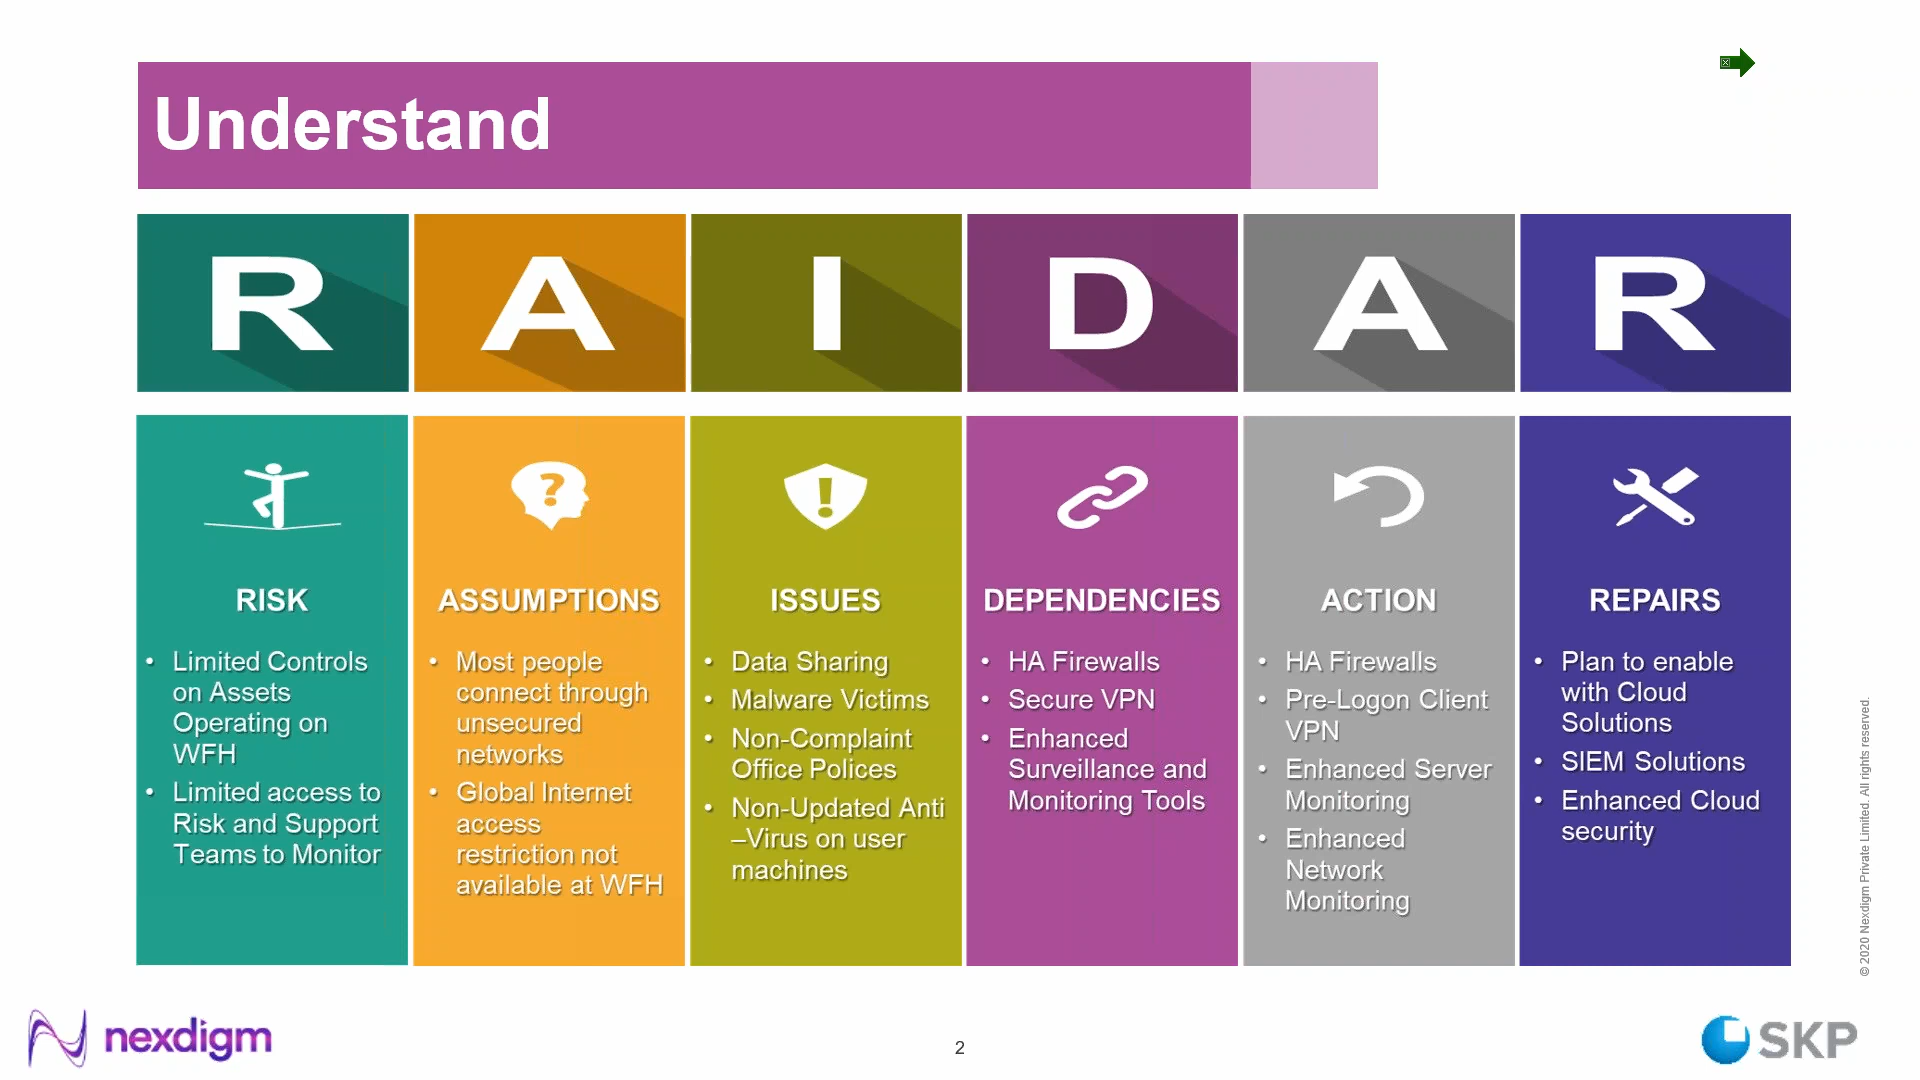 Understand
R A I D A R
RISK
• Limited Controls
on Assets
Operating on
WFH
• Limited access to
Risk and Support
Teams to Monitor
ASSUMPTIONS
• Most people
connect through
unsecured
networks
• Global Internet
access
restriction not
available at WFH
ISSUES
• Data Sharing
• Malware Victims
• Non-Complaint
Office Polices
• Non-Updated Anti
–Virus on user
machines
DEPENDENCIES
• HA Firewalls
• Secure VPN
• Enhanced
Surveillance and
Monitoring Tools
ACTION
• HA Firewalls
• Pre-Logon Client
VPN
• Enhanced Server
Monitoring
• Enhanced
Network
Monitoring
REPAIRS
• Plan to enable
with Cloud
Solutions
• SIEM Solutions
• Enhanced Cloud
security
© 2020 Nexdigm Private Limited. All rights reserved.
nexdigm
2
SKP